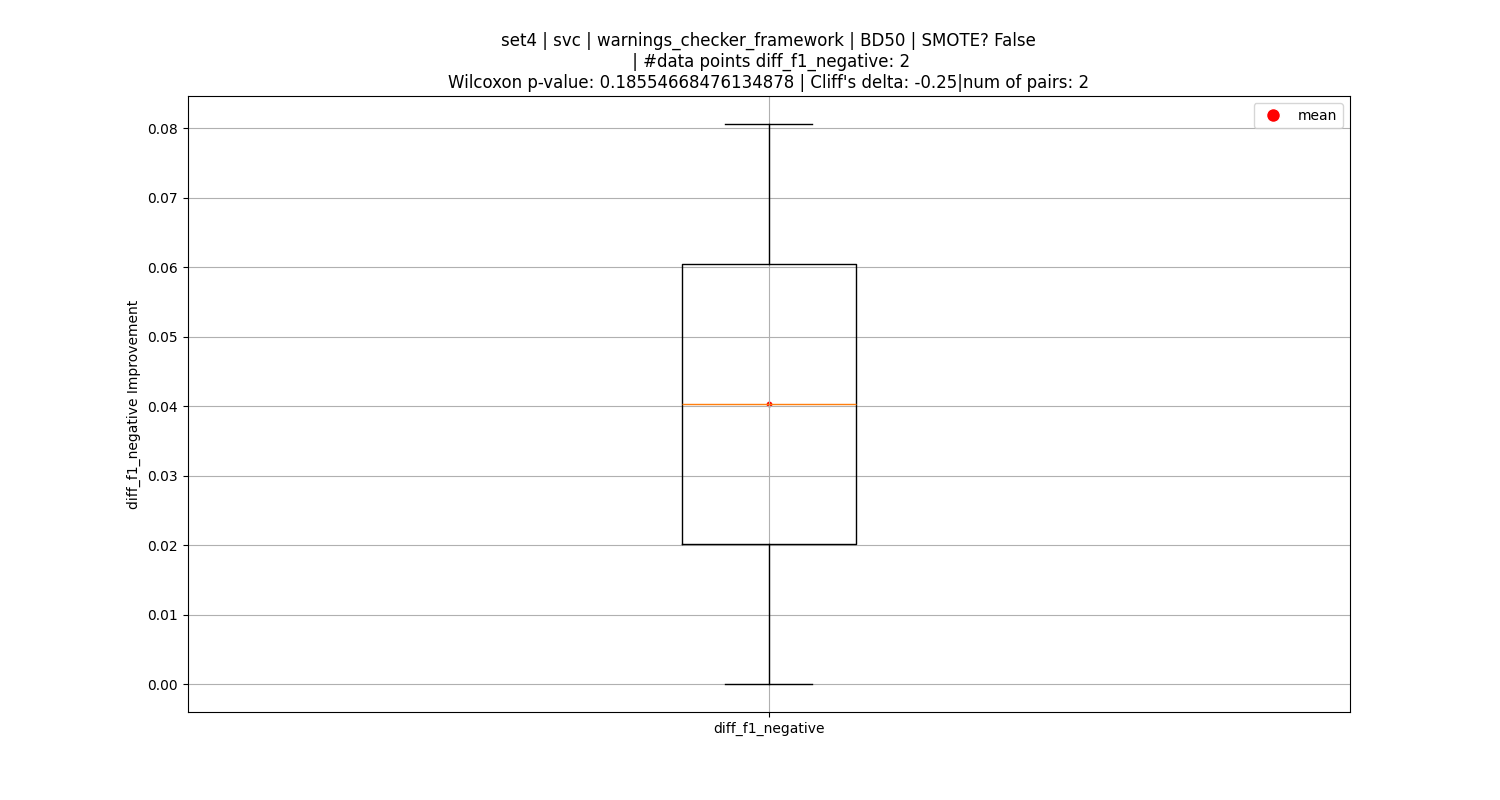 set4 | svc | warnings_checker_framework | BD50 | SMOTE? False
| #data points diff_f1_negative: 2
Wilcoxon p-value: 0.18554668476134878 | Cliff's delta: -0.25|num of pairs: 2
mean
0.08
0.07
0.06
0.05
0.04
0.03
0.02
0.01
0.00
diff_f1_negative Improvement
diff_f1_negative